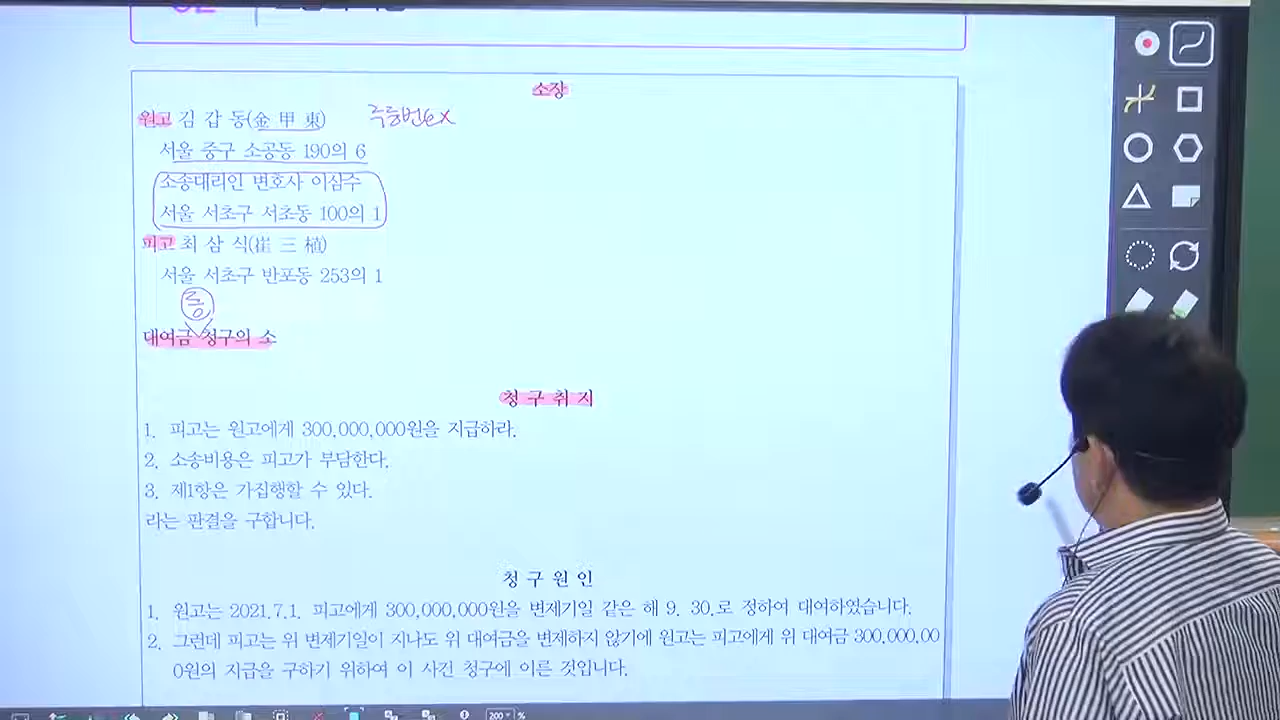 소장
원고 김 갑 동(金 甲 東) 주등번호X
서울 중구 소공동 190의 6
소송대리인 변호사 이삼수
서울 서초구 서초동 100의 1
피고 최 삼 식(崔 三 植)
서울 서초구 반포동 253의 1
등
대여금 청구의 소
청 구 취 지
1. 피고는 원고에게 300,000,000원을 지급하라.
2. 소송비용은 피고가 부담한다.
3. 제1항은 가집행할 수 있다.
라는 판결을 구합니다.
청 구 원 인
1. 원고는 2021.7.1. 피고에게 300,000,000원을 변제기일 같은 해 9. 30.로 정하여 대여하였습니다.
2. 그런데 피고는 위 변제기일이 지나도 위 대여금을 변제하지 않기에 원고는 피고에게 위 대여금 300,000,00
0원의 지급을 구하기 위하여 이 사건 청구에 이른 것입니다.
200 %